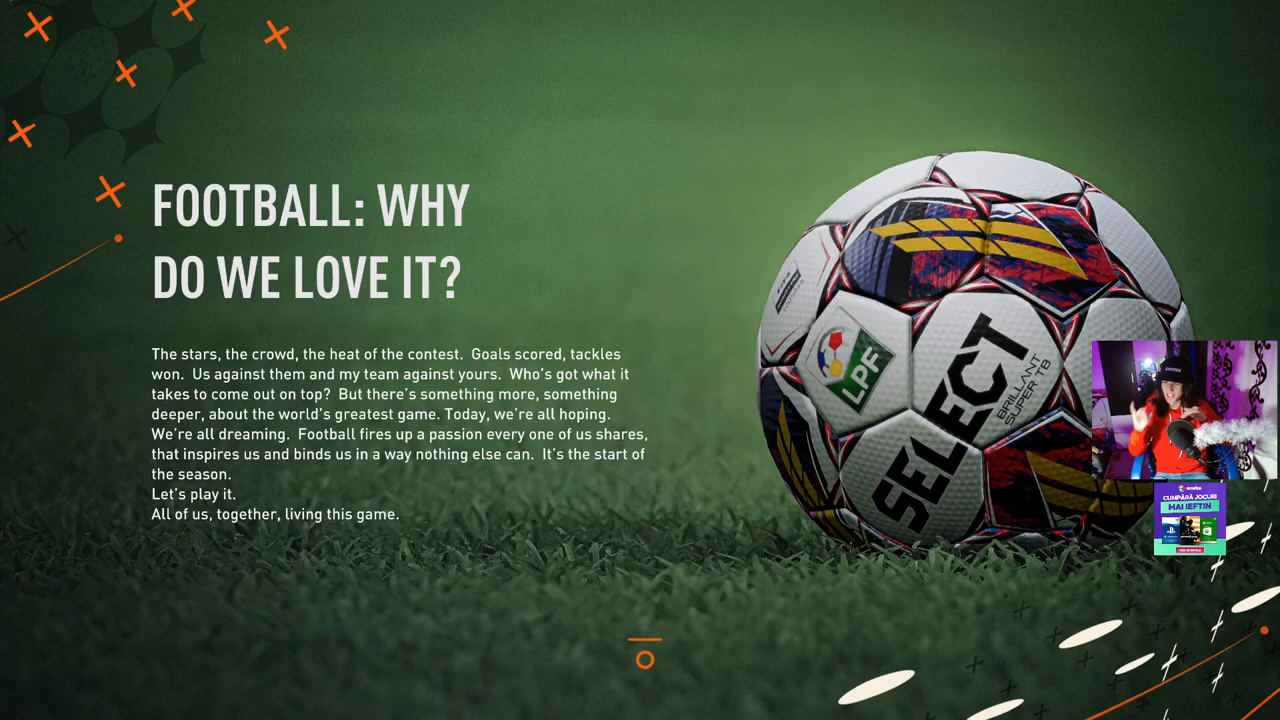 FOOTBALL: WHY
DO WE LOVE IT?
The stars, the crowd, the heat of the contest.  Goals scored, tackles
won.  Us against them and my team against yours.  Who's got what it
takes to come out on top?  But there's something more, something
deeper, about the world's greatest game. Today, we're all hoping.
We're all dreaming.  Football fires up a passion every one of us shares,
that inspires us and binds us in a way nothing else can.  It's the start of
the season.
Let's play it.
All of us, together, living this game.
FIFA
LPF
SELECT
BRILLANT
SUPER TB
CUMPĂRĂ JOCURI
MAI IEFTIN